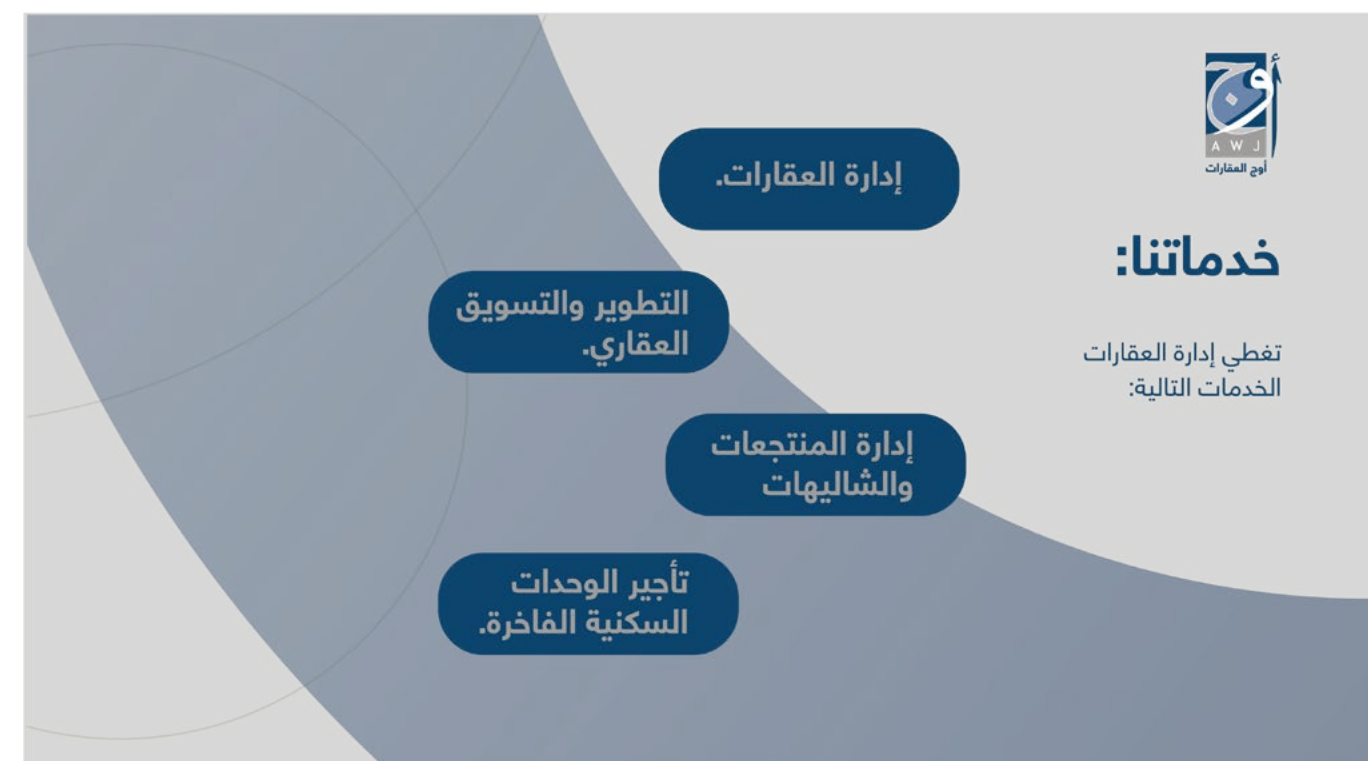 أوج
AWJ
أوج العقارات
خدماتنا:
تغطي إدارة العقارات
الخدمات التالية:
إدارة العقارات.
التطوير والتسويق
العقاري.
إدارة المنتجعات
والشاليهات
تأجير الوحدات
السكنية الفاخرة.